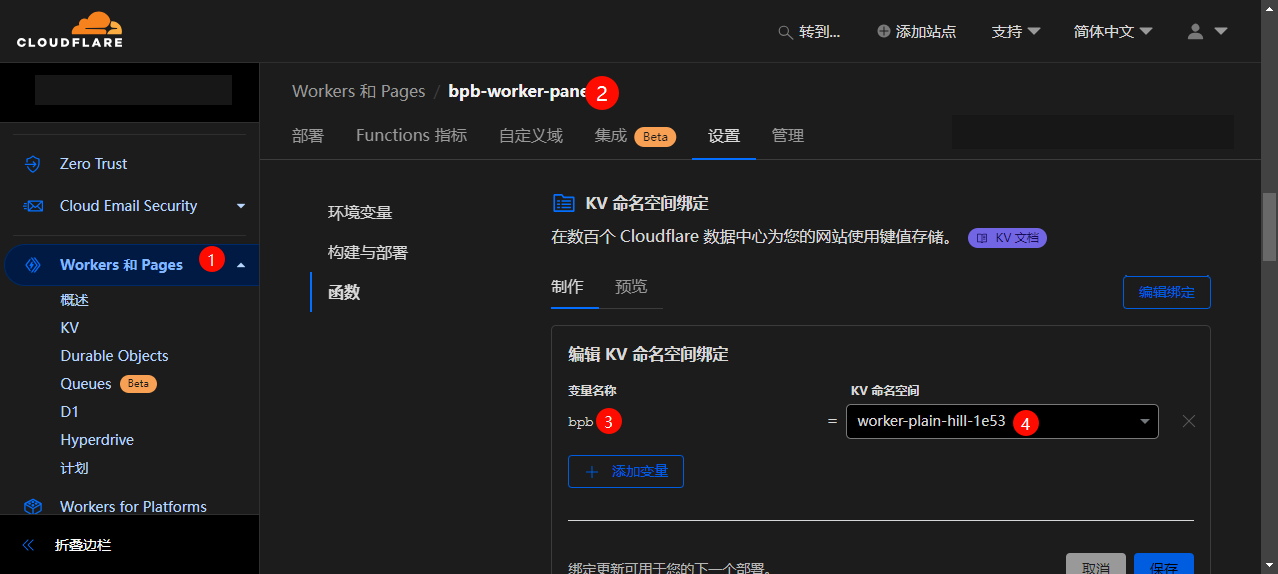 CLOUDFLARE
转到...
添加站点
支持
简体中文
Workers 和 Pages / bpb-worker-pane
2
部署
Functions 指标
自定义域
集成 Beta
设置
管理
Zero Trust
Cloud Email Security
Workers 和 Pages 1
概述
KV
Durable Objects
Queues Beta
D1
Hyperdrive
计划
Workers for Platforms
折叠边栏
环境变量
构建与部署
函数
KV 命名空间绑定
在数百个 Cloudflare 数据中心为您的网站使用键值存储。 KV 文档
制作
预览
编辑绑定
编辑 KV 命名空间绑定
变量名称
KV 命名空间
bpb 3 = worker-plain-hill-1e53 4
添加变量
绑定更新可用于您的下一个部署。
取消
保存